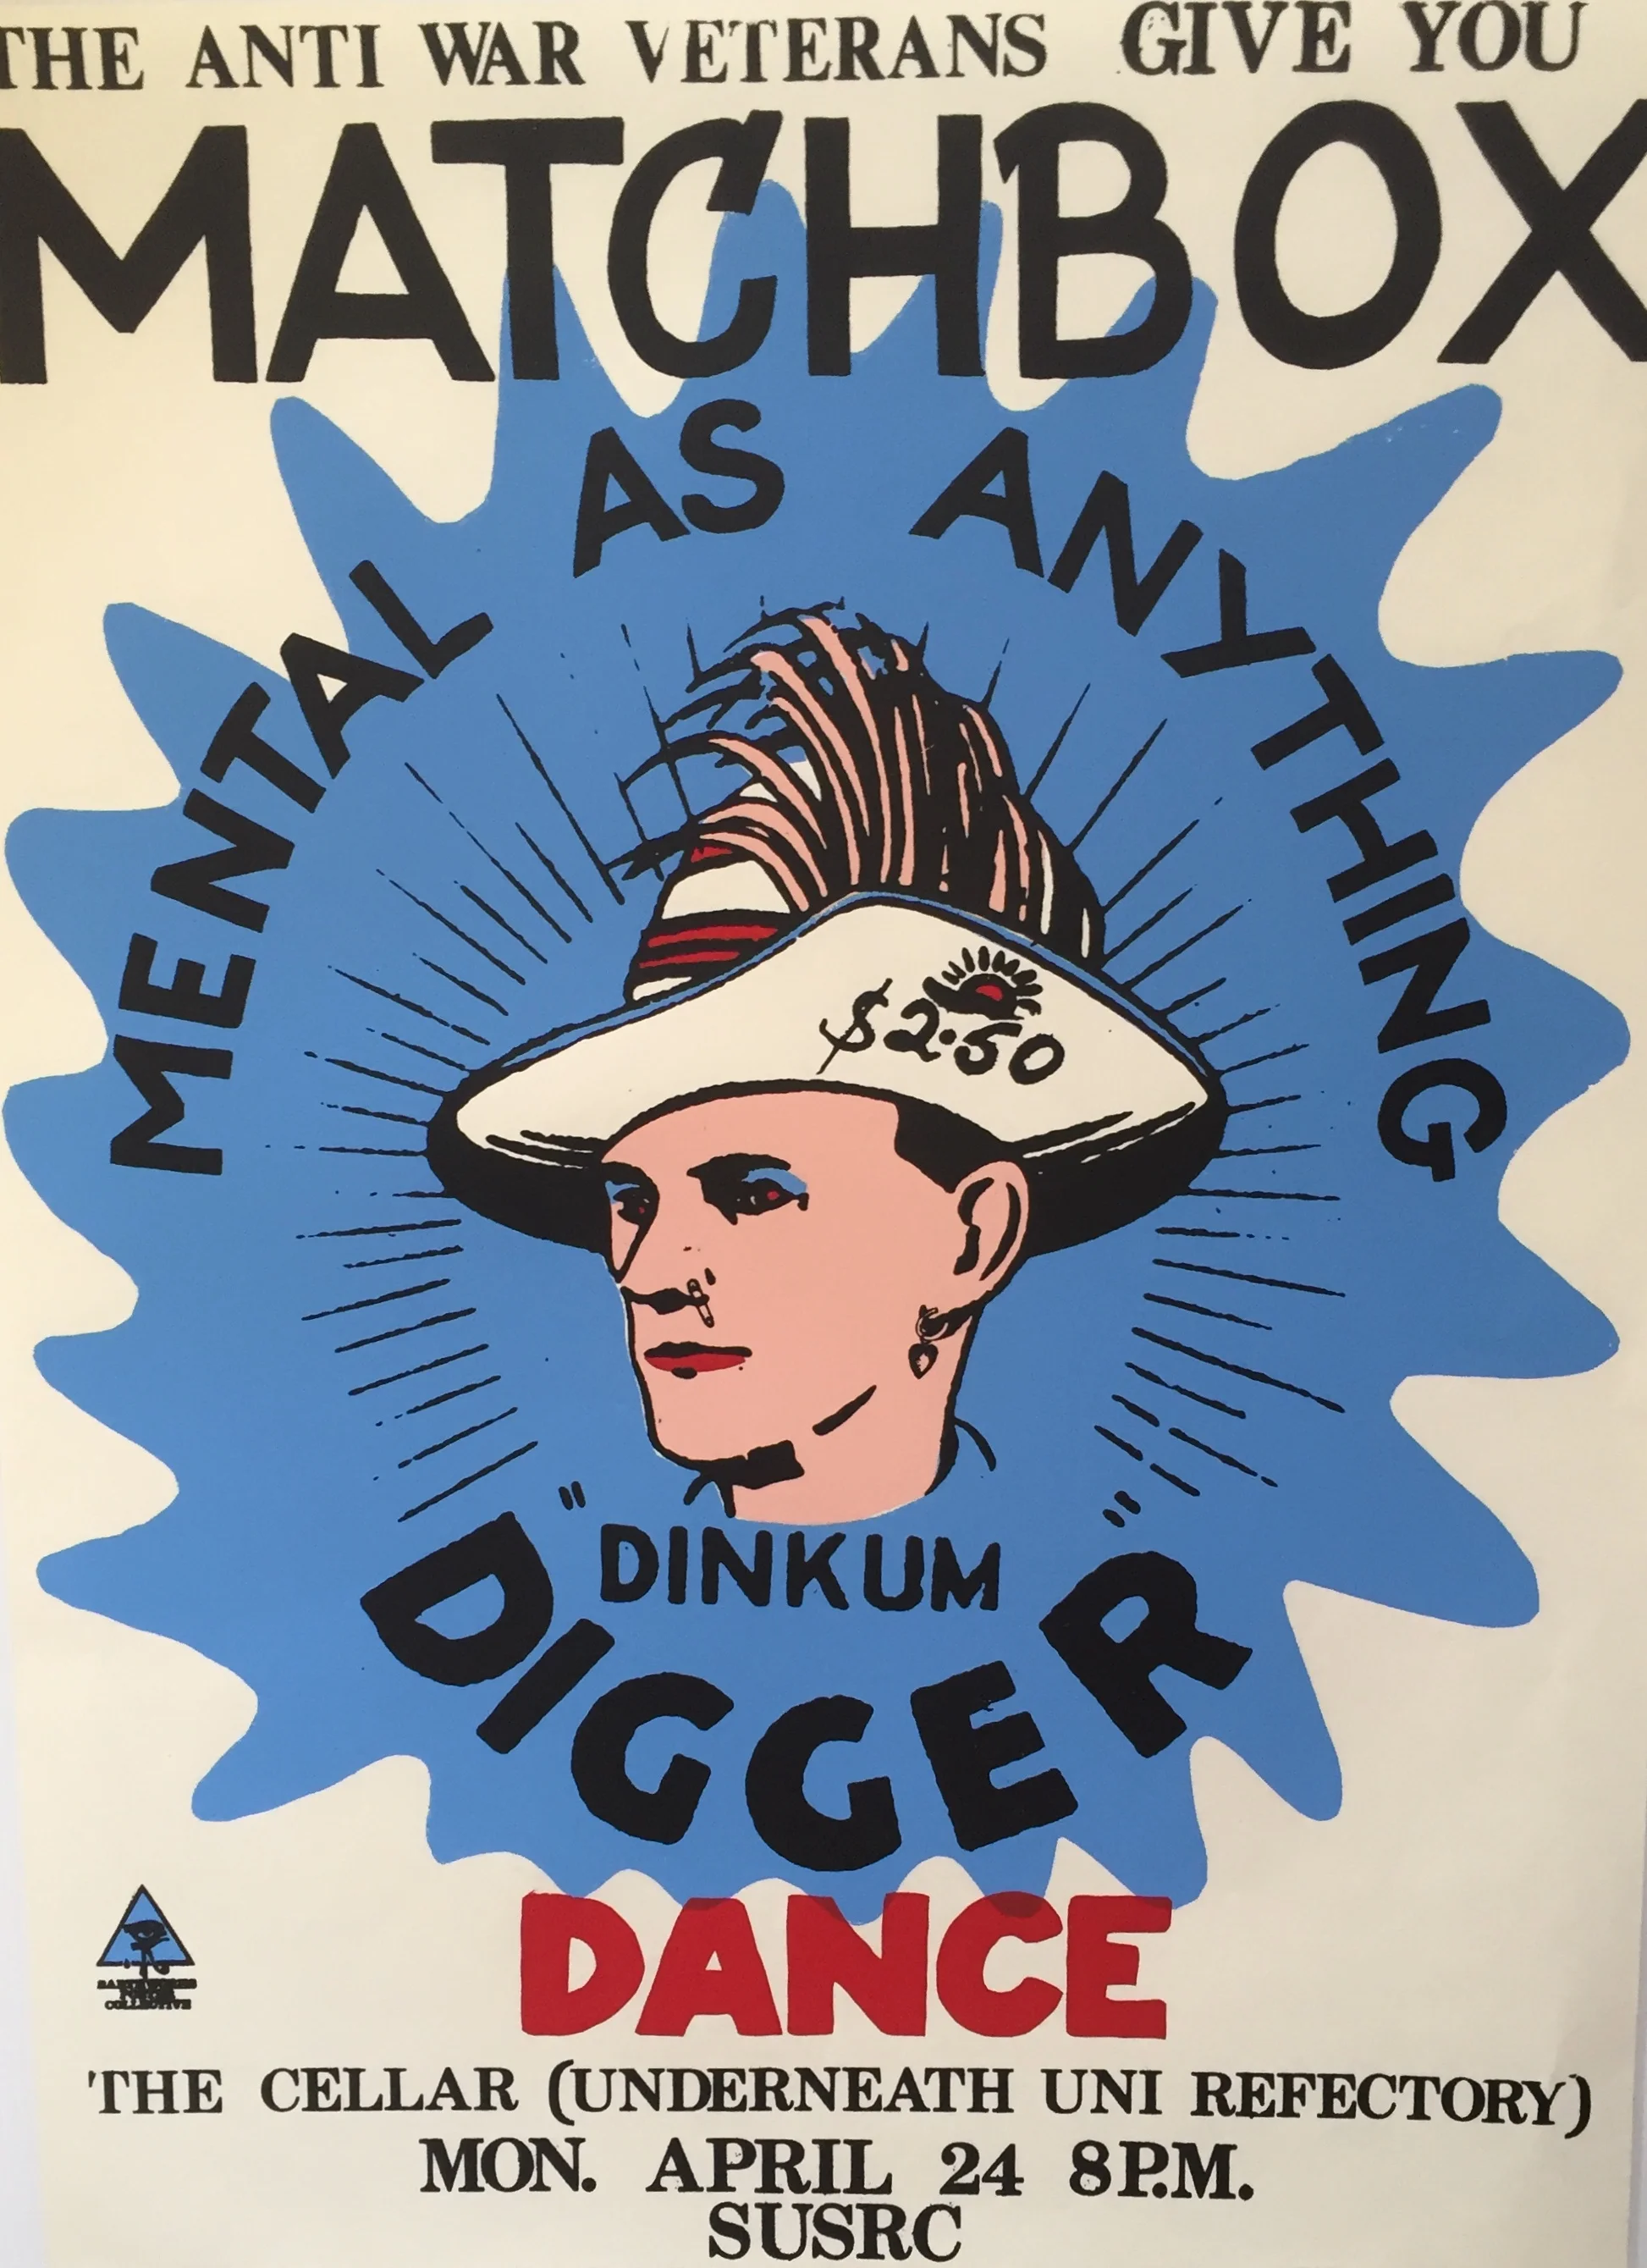 THE ANTI WAR VETERANS GIVE YOU
MATCHBOX
MENTAL AS ANYTHING
$2.50
"DINKUM
DIGGER"
DANCE
COLLECTIVE
THE CELLAR (UNDERNEATH UNI REFECTORY)
MON. APRIL 24 8P.M.
SUSRC